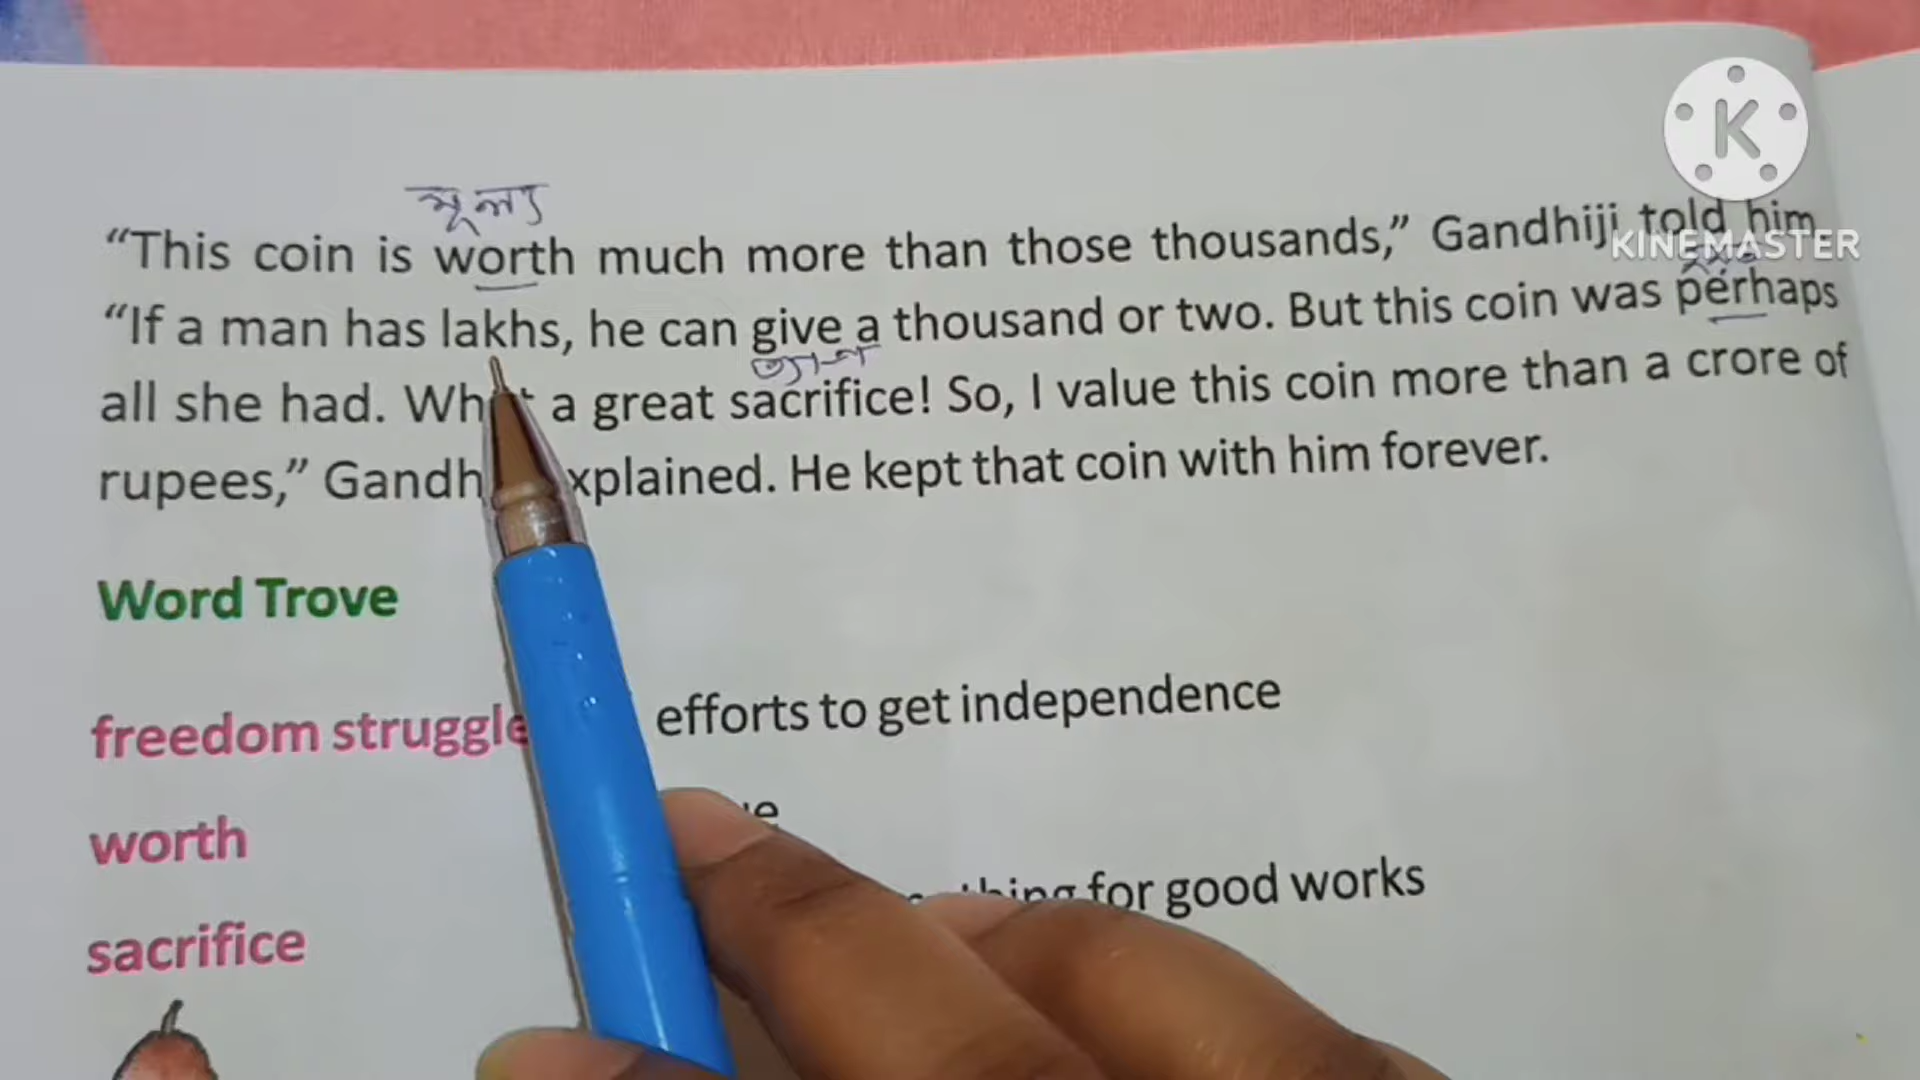 মূল্য
“This coin is worth much more than those thousands,” Gandhiji told him.
KINEMASTER
“If a man has lakhs, he can give a thousand or two. But this coin was perhaps
ত্যাগ
all she had. What a great sacrifice! So, I value this coin more than a crore of
rupees,” Gandh xplained. He kept that coin with him forever.
Word Trove
freedom struggle efforts to get independence
worth
sacrifice for good works